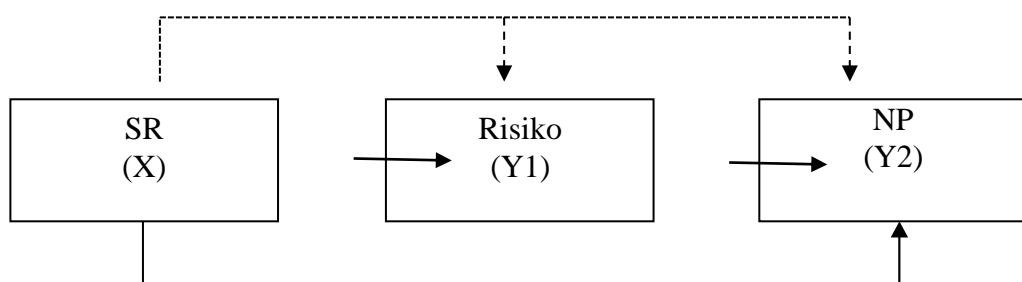 SR
(X)
Risiko
(Y1)
NP
(Y2)